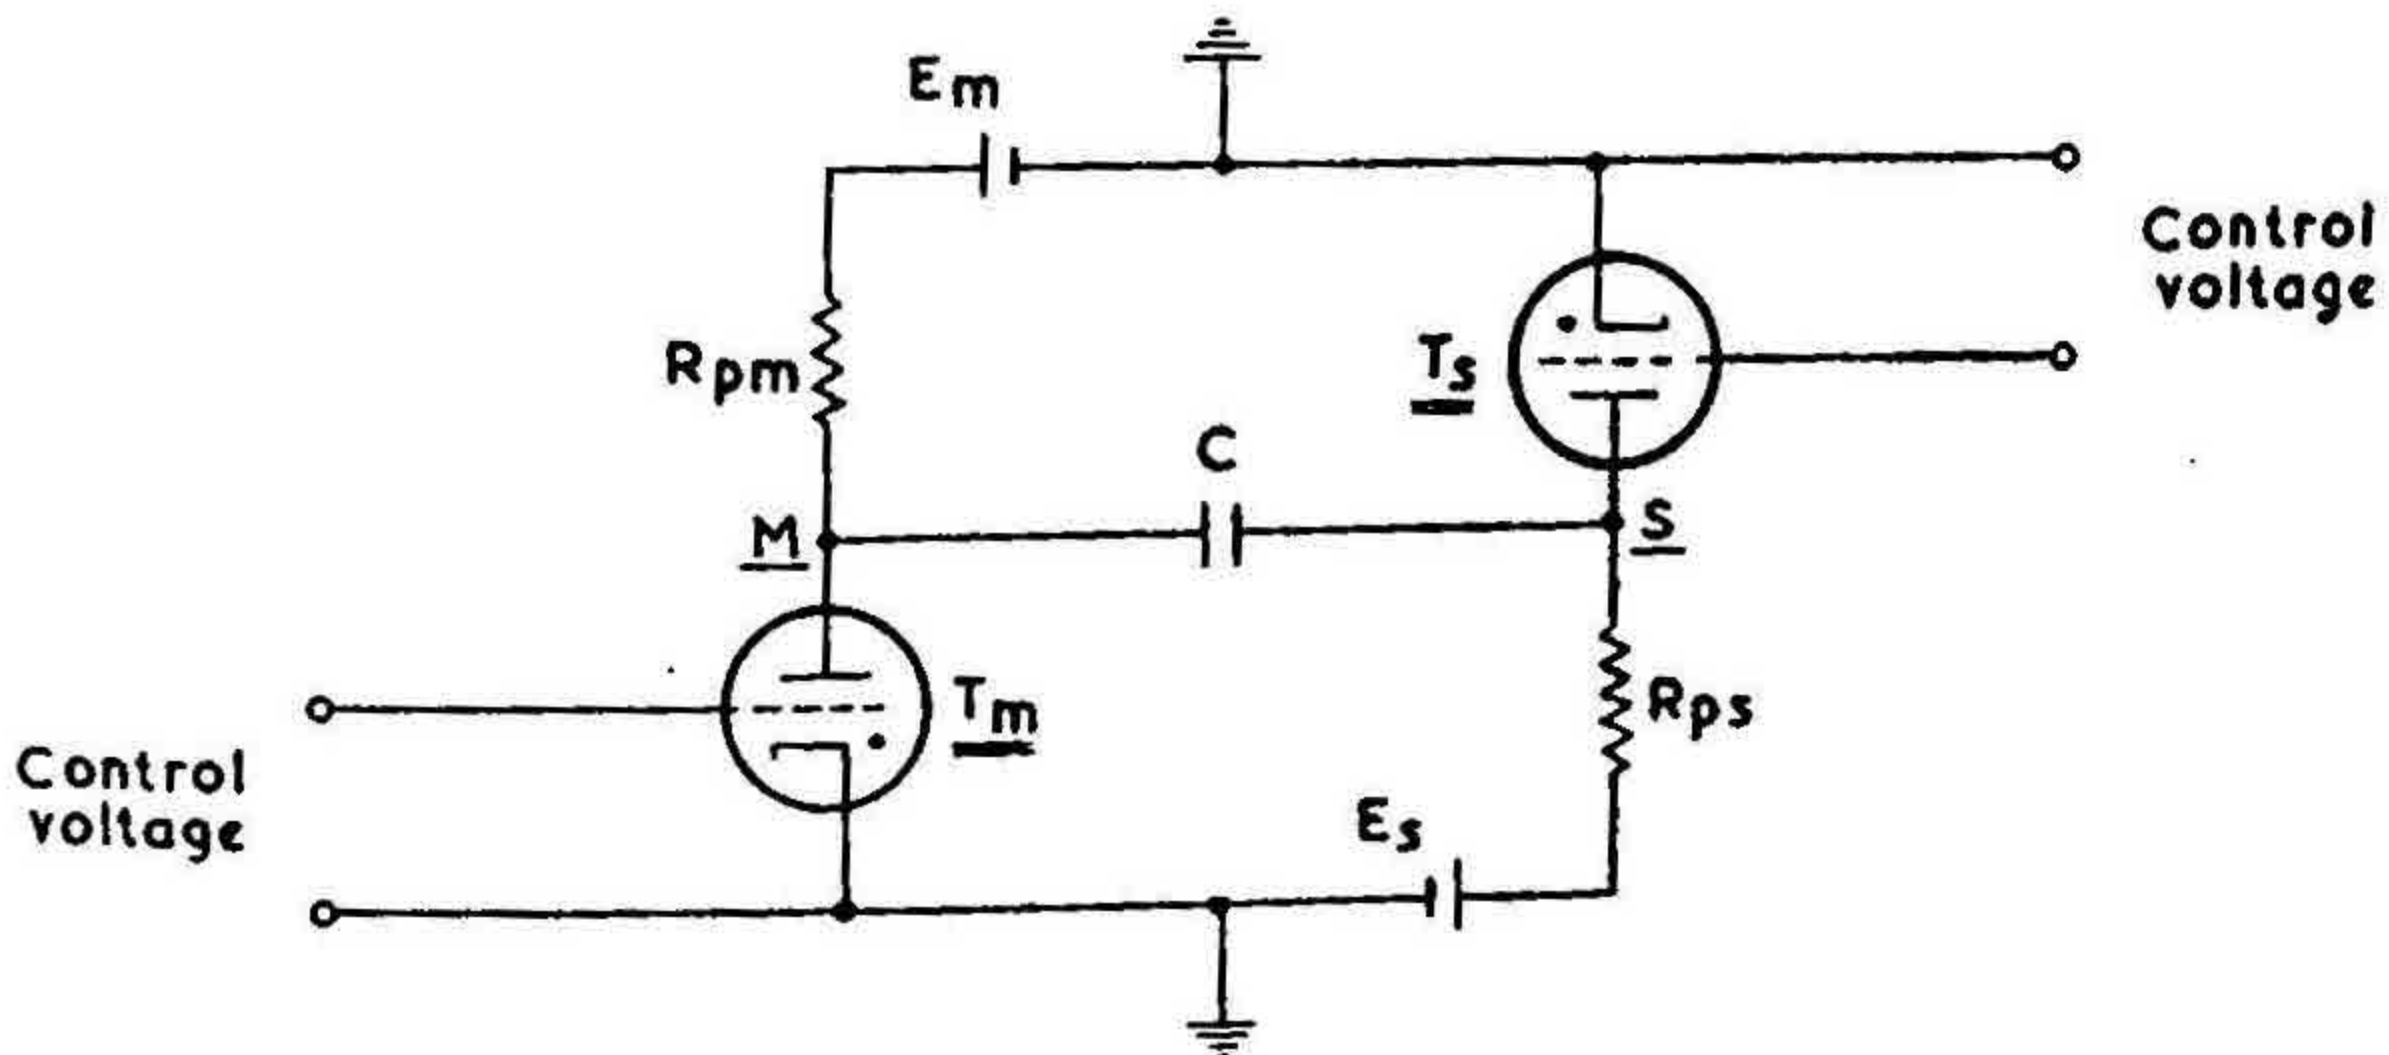 Em
Control
voltage
Rpm
Ts
C
M
S
Tm
Rps
Control
voltage
Es